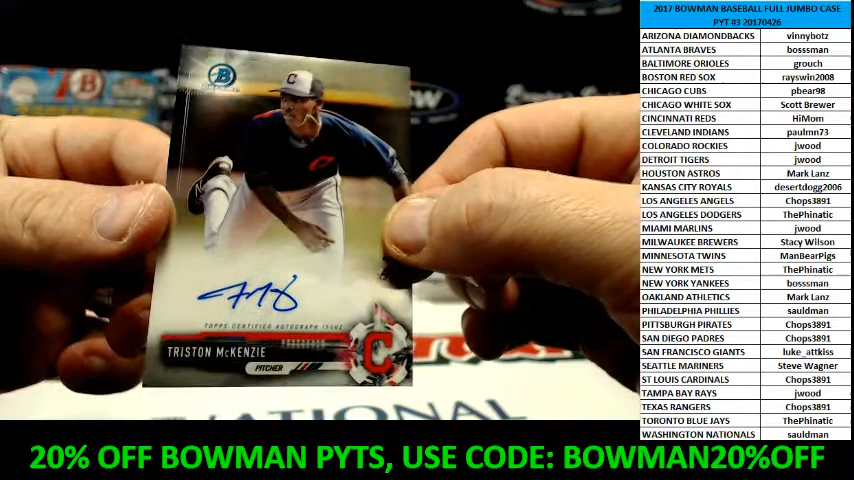 2017 BOWMAN BASEBALL FULL JUMBO CASE
PYT #3 20170426
ARIZONA DIAMONDBACKS vinnybotz
ATLANTA BRAVES bosssman
BALTIMORE ORIOLES grouch
BOSTON RED SOX rayswin2008
CHICAGO CUBS pbear98
CHICAGO WHITE SOX Scott Brewer
CINCINNATI REDS HiMom
CLEVELAND INDIANS paulmn73
COLORADO ROCKIES jwood
DETROIT TIGERS jwood
HOUSTON ASTROS Mark Lanz
KANSAS CITY ROYALS desertdogg2006
LOS ANGELES ANGELS Chops3891
LOS ANGELES DODGERS ThePhinatic
MIAMI MARLINS jwood
MILWAUKEE BREWERS Stacy Wilson
MINNESOTA TWINS ManBearPigs
NEW YORK METS ThePhinatic
NEW YORK YANKEES bosssman
OAKLAND ATHLETICS Mark Lanz
PHILADELPHIA PHILLIES sauldman
PITTSBURGH PIRATES Chops3891
SAN DIEGO PADRES Chops3891
SAN FRANCISCO GIANTS luke_attkiss
SEATTLE MARINERS Steve Wagner
ST LOUIS CARDINALS Chops3891
TAMPA BAY RAYS jwood
TEXAS RANGERS Chops3891
TORONTO BLUE JAYS ThePhinatic
WASHINGTON NATIONALS sauldman
B
C
C
TOPPS CERTIFIED AUTOGRAPH ISSUE
TRISTON McKENZIE
PITCHER
C
20% OFF BOWMAN PYTS, USE CODE: BOWMAN20%OFF